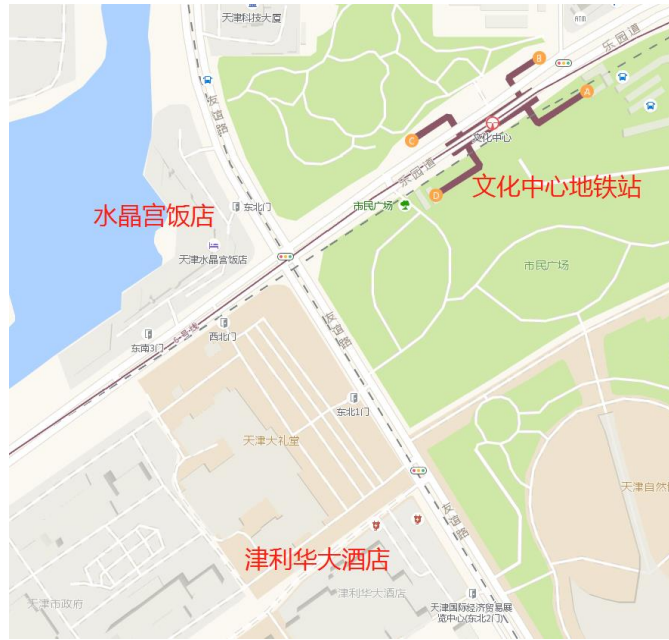 天津科技大厦
ATM
乐园道
B
A
友谊路
C
文化中心
乐园道
D
文化中心地铁站
水晶宫饭店
东北门
市民广场
天津水晶宫饭店
市民广场
6号线
东南3门
西北门
友谊路
东北1门
天津大礼堂
天津自然
友谊路
津利华大酒店
天津市政府
津利华大酒店
天津国际经济贸易展
览中心(东北2门)